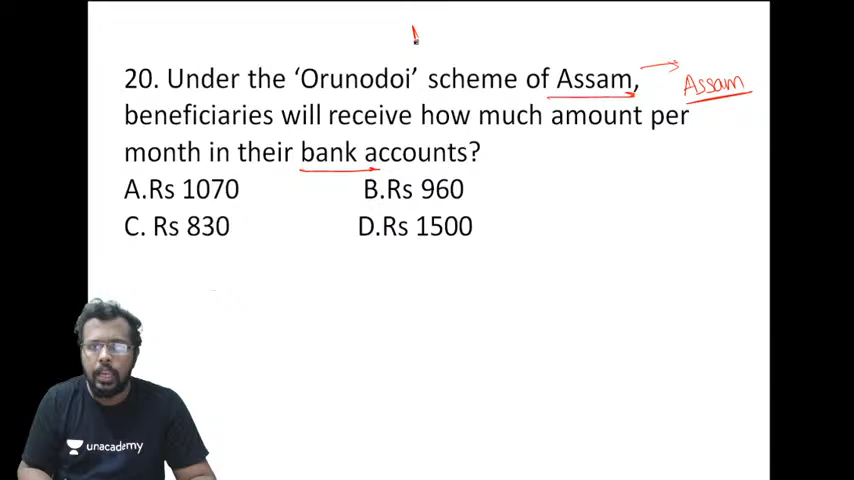 20. Under the ‘Orunodoi’ scheme of Assam,
Assam
beneficiaries will receive how much amount per
month in their bank accounts?
A.Rs 1070 B.Rs 960
C. Rs 830 D.Rs 1500
unacademy